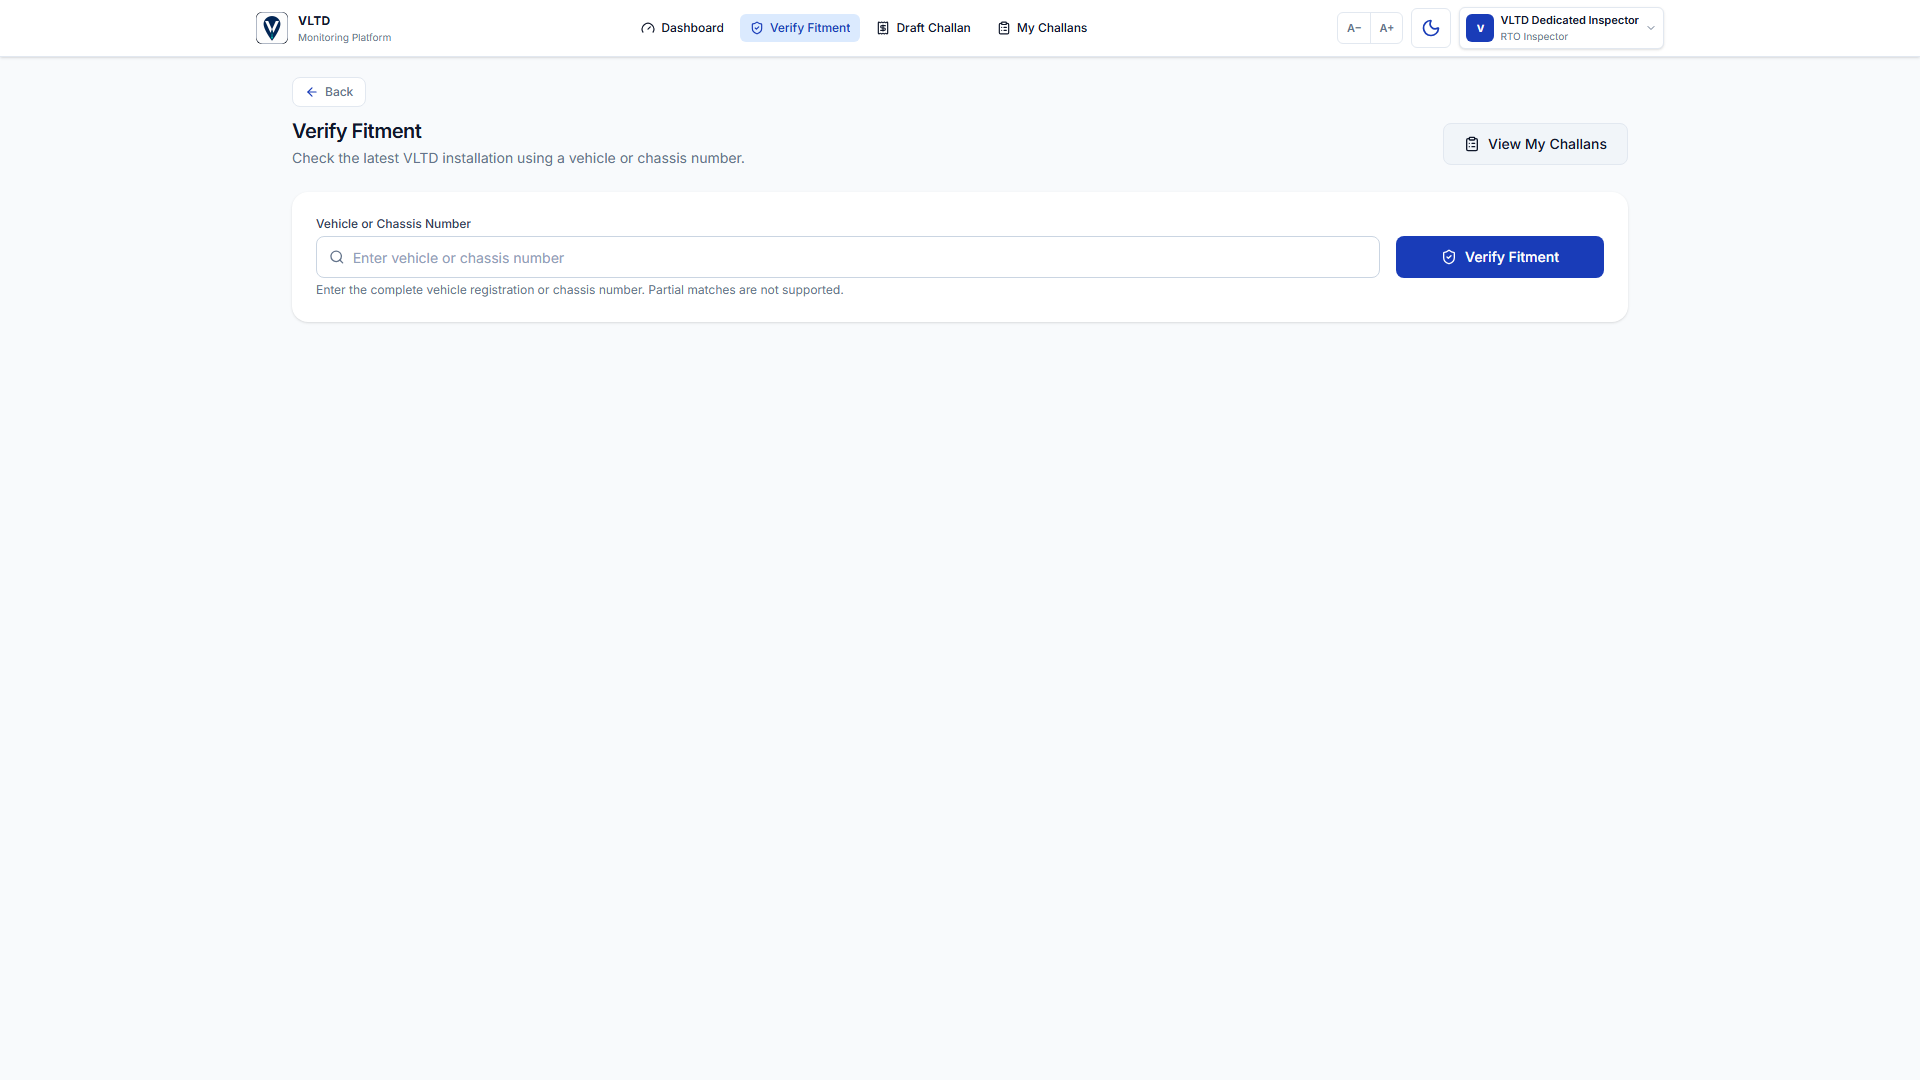 VLTD
Monitoring Platform
Dashboard
Verify Fitment
Draft Challan
My Challans
A−
A+
V
VLTD Dedicated Inspector
RTO Inspector
Back
Verify Fitment
Check the latest VLTD installation using a vehicle or chassis number.
View My Challans
Vehicle or Chassis Number
Enter vehicle or chassis number
Verify Fitment
Enter the complete vehicle registration or chassis number. Partial matches are not supported.